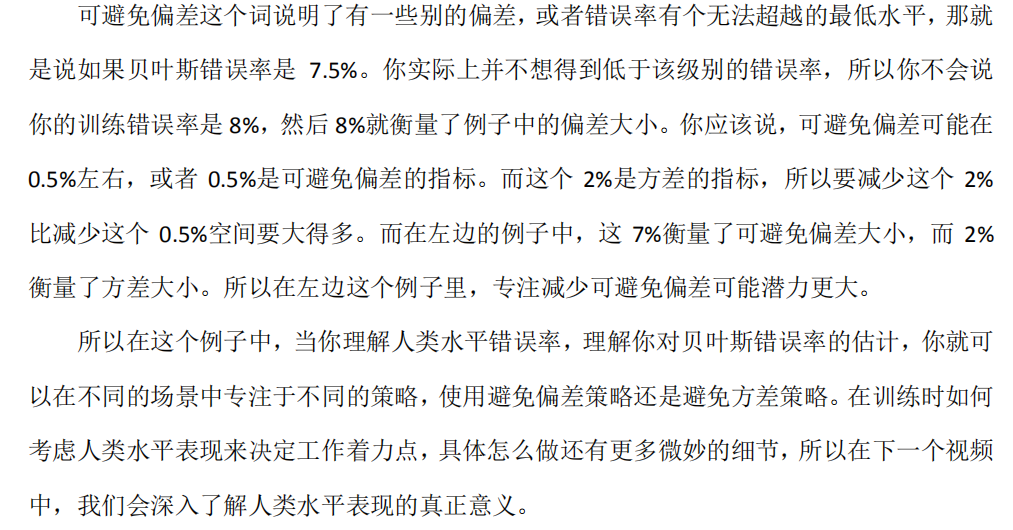 可避免偏差这个词说明了有一些别的偏差，或者错误率有个无法超越的最低水平，那就
是说如果贝叶斯错误率是 7.5%。你实际上并不想得到低于该级别的错误率，所以你不会说
你的训练错误率是 8%，然后 8%就衡量了例子中的偏差大小。你应该说，可避免偏差可能在
0.5%左右，或者 0.5%是可避免偏差的指标。而这个 2%是方差的指标，所以要减少这个 2%
比减少这个 0.5%空间要大得多。而在左边的例子中，这 7%衡量了可避免偏差大小，而 2%
衡量了方差大小。所以在左边这个例子里，专注减少可避免偏差可能潜力更大。
所以在这个例子中，当你理解人类水平错误率，理解你对贝叶斯错误率的估计，你就可
以在不同的场景中专注于不同的策略，使用避免偏差策略还是避免方差策略。在训练时如何
考虑人类水平表现来决定工作着力点，具体怎么做还有更多微妙的细节，所以在下一个视频
中，我们会深入了解人类水平表现的真正意义。